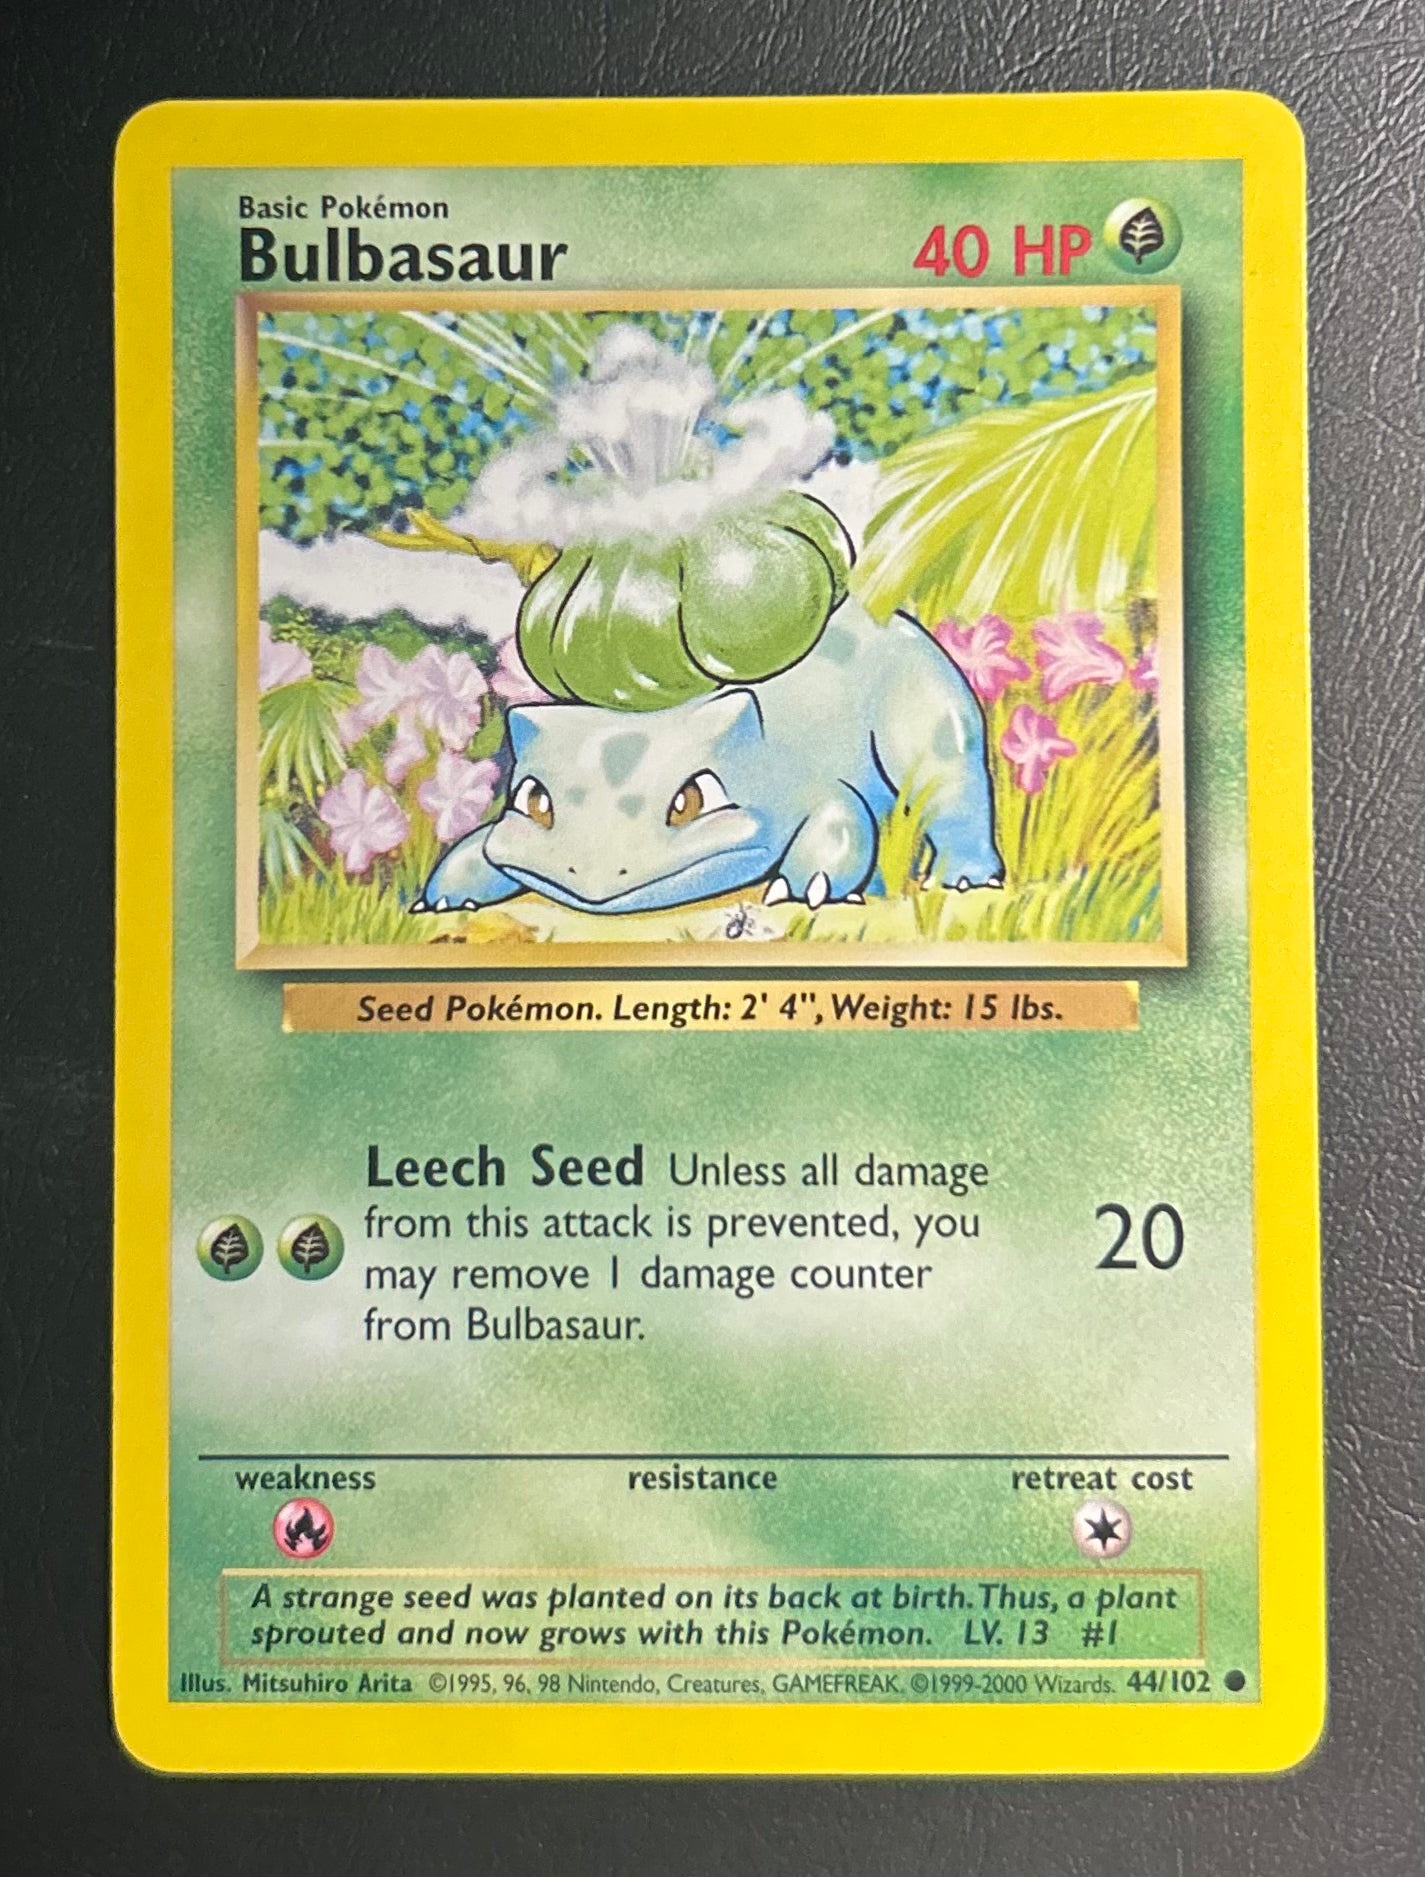 Basic Pokémon
Bulbasaur
40 HP
Seed Pokémon. Length: 2' 4", Weight: 15 lbs.
Leech Seed Unless all damage
from this attack is prevented, you
may remove 1 damage counter
from Bulbasaur.
20
weakness resistance retreat cost
A strange seed was planted on its back at birth. Thus, a plant
sprouted and now grows with this Pokémon. LV. 13 #1
Illus. Mitsuhiro Arita ©1995, 96, 98 Nintendo, Creatures, GAMEFREAK. ©1999-2000 Wizards. 44/102